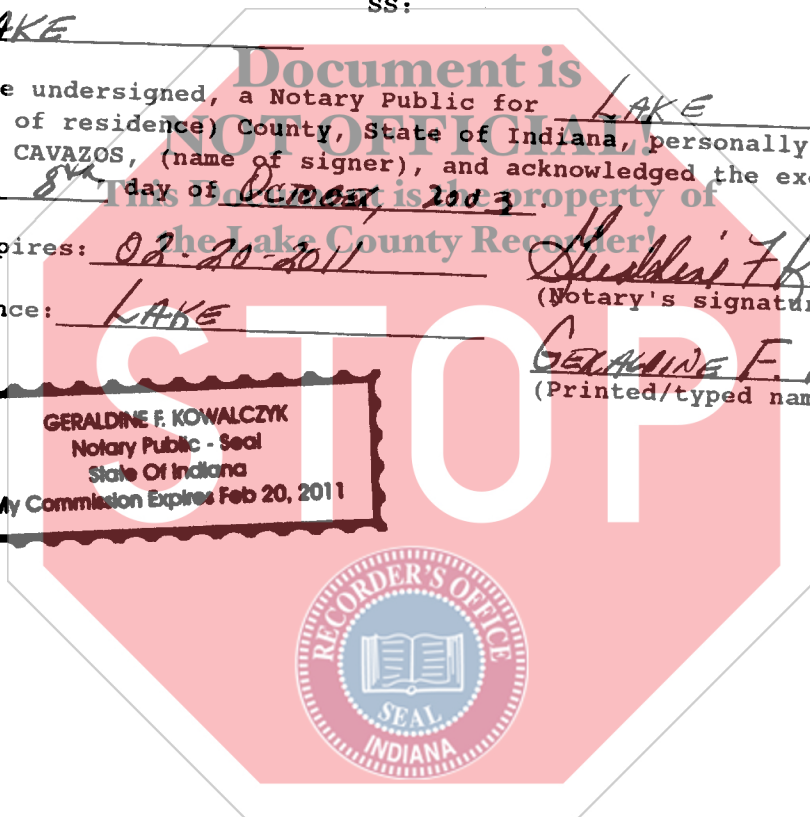 SS:
AKE
Document is
NOT OFFICIAL!
This Document is the property of
the Lake County Recorder!
e undersigned, a Notary Public for LAKE
of residence) County, State of Indiana, personally
CAVAZOS, (name of signer), and acknowledged the exe
8th day of OCTOBER, 2003.
pires: 02-20-2011
(Notary's signatur
nce: LAKE
GERALDINE F.
(Printed/typed nam
STOP
GERALDINE F. KOWALCZYK
Notary Public - Seal
State Of Indiana
My Commission Expires Feb 20, 2011
RECORDER'S OFFICE
SEAL
INDIANA